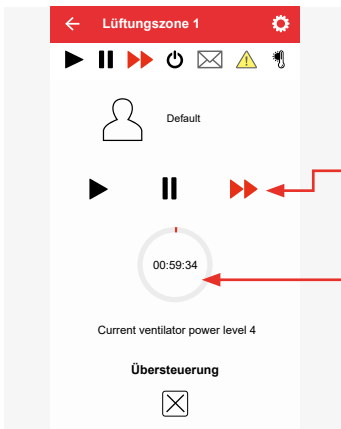 Lüftungszone 1
Default
00:59:34
Current ventilator power level 4
Übersteuerung